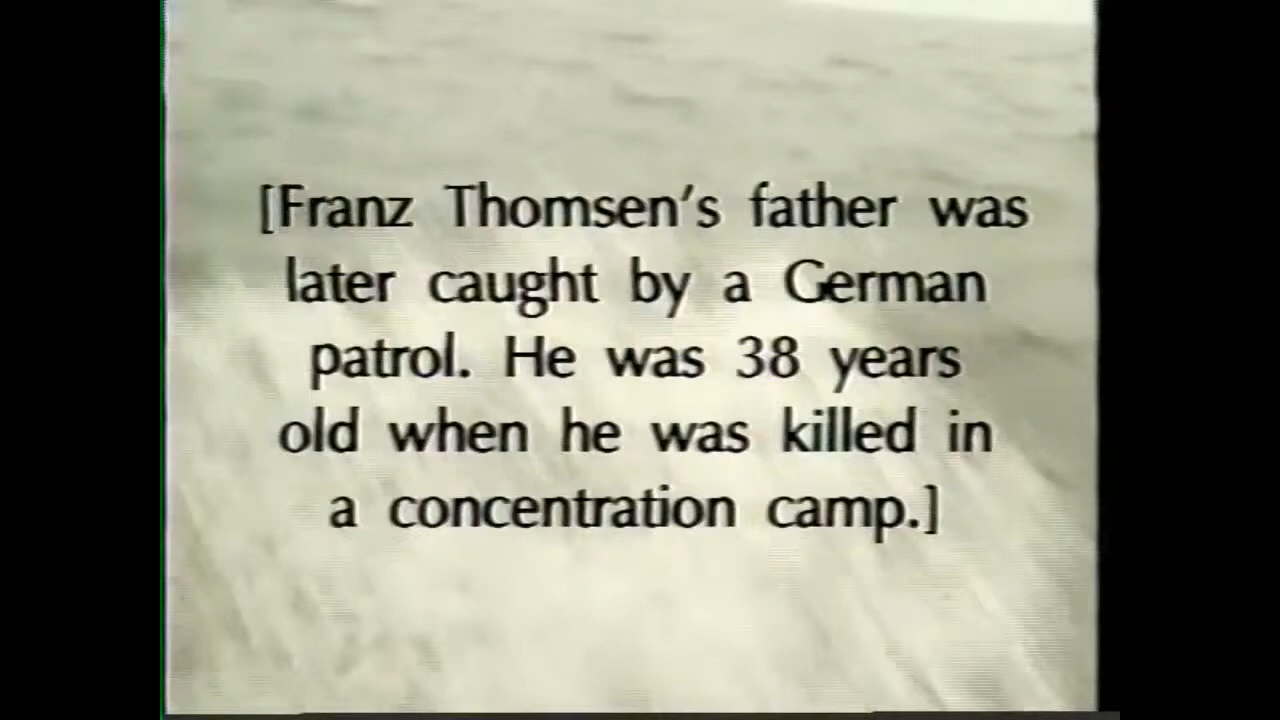 [Franz Thomsen's father was
later caught by a German
patrol. He was 38 years
old when he was killed in
a concentration camp.]